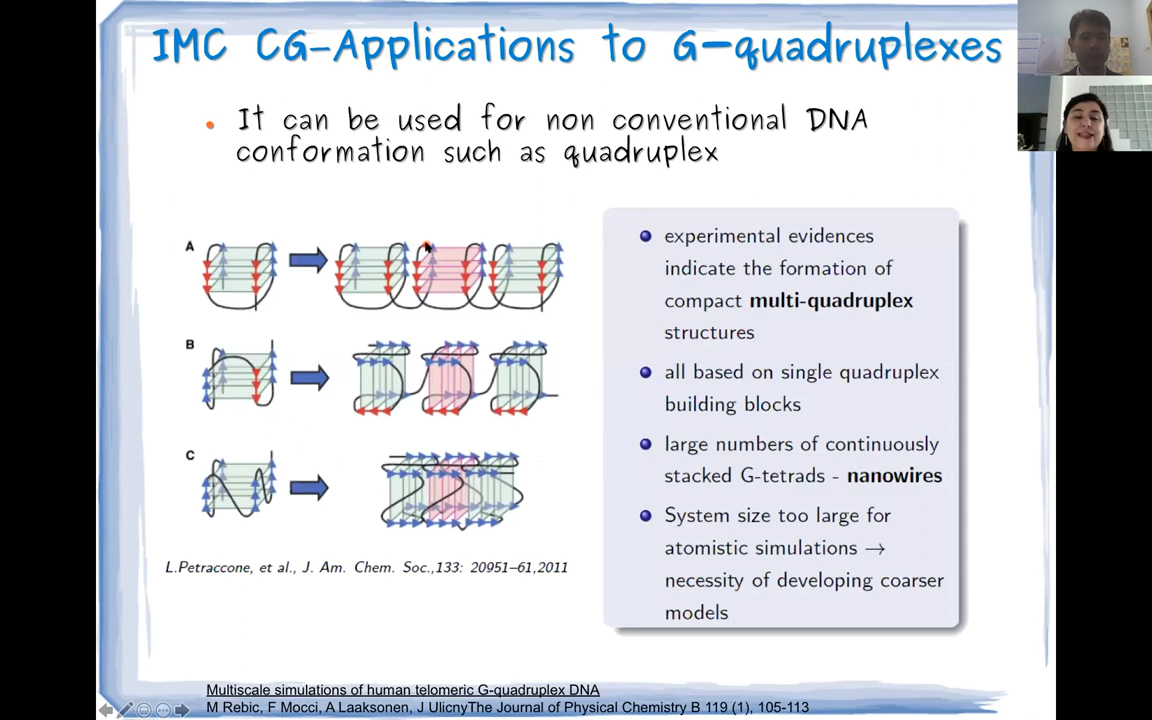 IMC CG-Applications to G-quadruplexes
• It can be used for non conventional DNA
conformation such as quadruplex
A
B
C
L.Petraccone, et al., J. Am. Chem. Soc.,133: 20951–61,2011
experimental evidences
indicate the formation of
compact multi-quadruplex
structures
all based on single quadruplex
building blocks
large numbers of continuously
stacked G-tetrads - nanowires
System size too large for
atomistic simulations →
necessity of developing coarser
models
Multiscale simulations of human telomeric G-quadruplex DNA
M Rebic, F Mocci, A Laaksonen, J UlicnyThe Journal of Physical Chemistry B 119 (1), 105-113